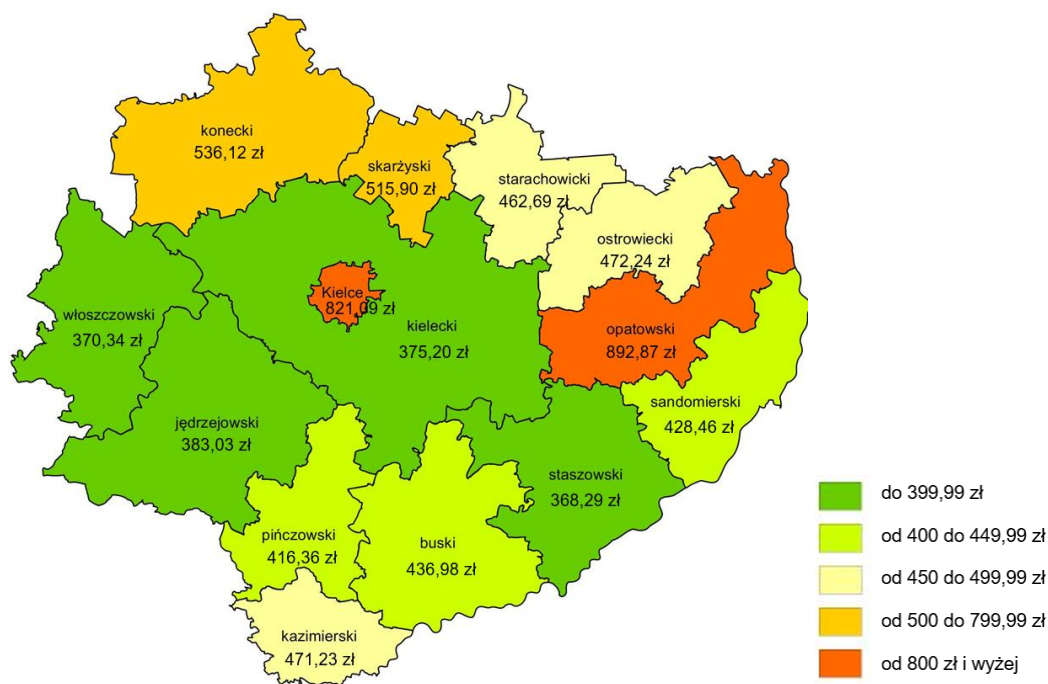 konecki
536,12 zł
skarżyski
515,90 zł
starachowicki
462,69 zł
ostrowiecki
472,24 zł
Kielce
821,09 zł
włoszczowski
370,34 zł
kielecki
375,20 zł
opatowski
892,87 zł
sandomierski
428,46 zł
jędrzejowski
383,03 zł
staszowski
368,29 zł
pińczowski
416,36 zł
buski
436,98 zł
kazimierski
471,23 zł
do 399,99 zł
od 400 do 449,99 zł
od 450 do 499,99 zł
od 500 do 799,99 zł
od 800 zł i wyżej